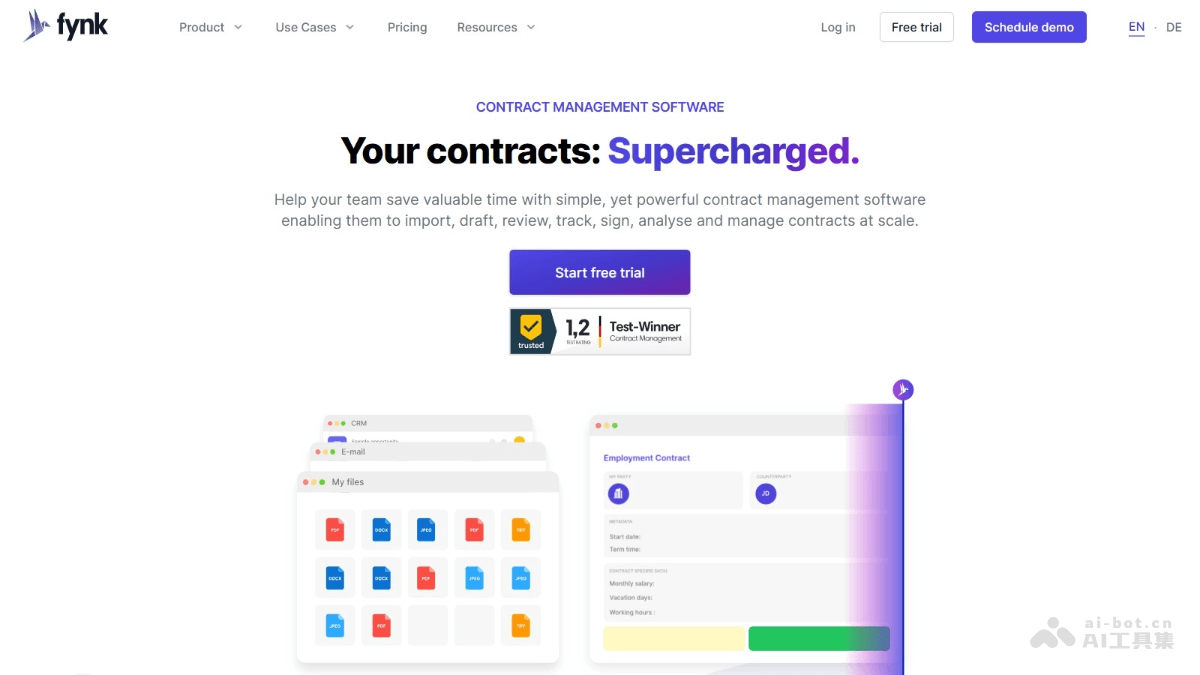 fynk
Product
Use Cases
Pricing
Resources
Log in
Free trial
Schedule demo
EN · DE
CONTRACT MANAGEMENT SOFTWARE
Your contracts: Supercharged.
Help your team save valuable time with simple, yet powerful contract management software
enabling them to import, draft, review, track, sign, analyse and manage contracts at scale.
Start free trial
trusted
1,2
TEST RATING
Test-Winner
Contract Management
CRM
E-mail
My files
PDF DOCX JPEG PDF
DOCX DOCX PDF JPEG JPEG
JPEG PDF
Employment Contract
MY PARTY
COUNTERPARTY
JD
METADATA
Start date:
Term time:
Monthly salary:
Vacation days:
Working hours :
ai-bot.cn
AI工具集